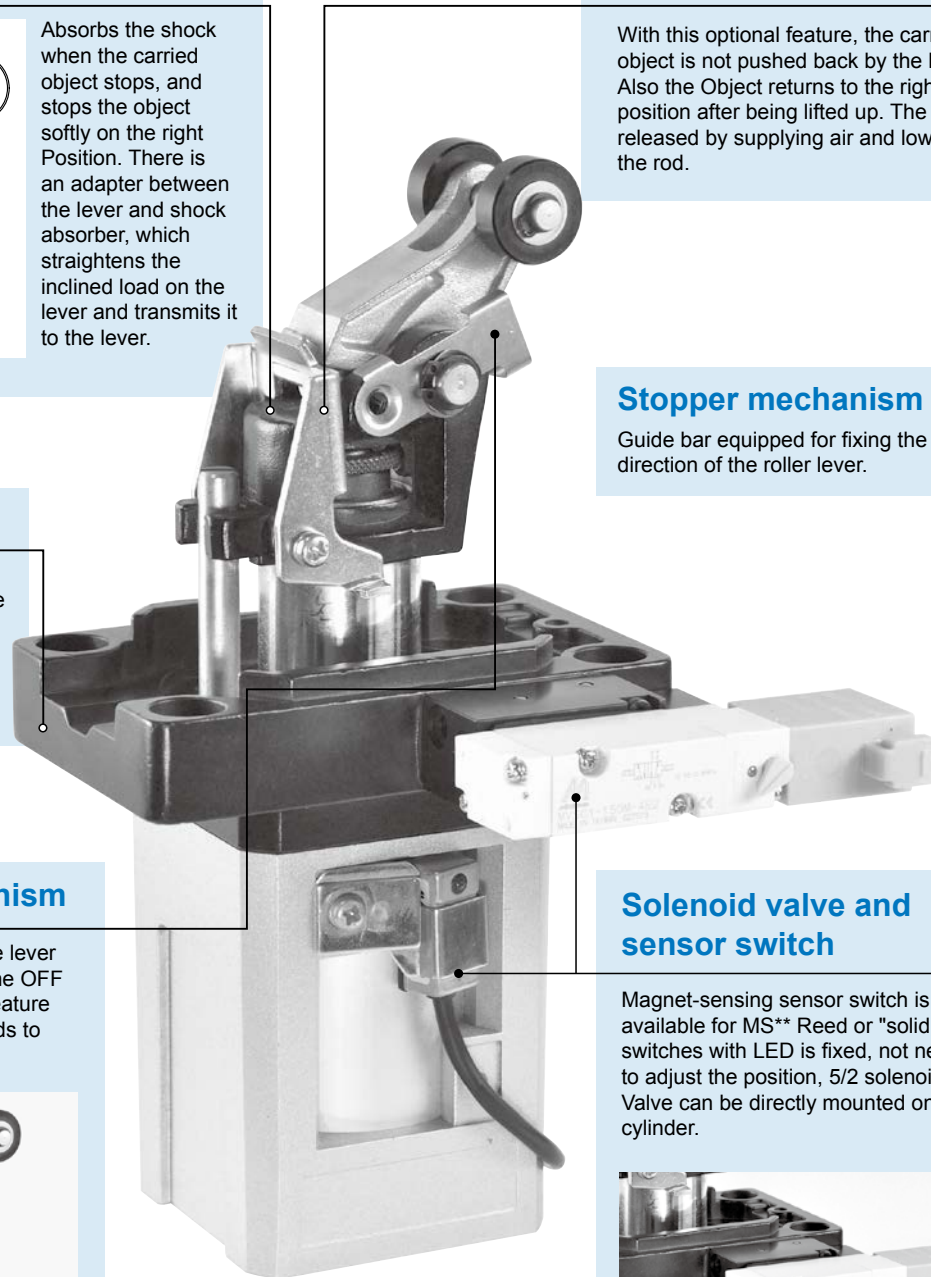 Absorbs the shock
when the carried
object stops, and
stops the object
softly on the right
Position. There is
an adapter between
the lever and shock
absorber, which
straightens the
inclined load on the
lever and transmits it
to the lever.
With this optional feature, the carr
object is not pushed back by the
Also the Object returns to the righ
position after being lifted up. The
released by supplying air and low
the rod.
Stopper mechanism
Guide bar equipped for fixing the
direction of the roller lever.
e
nism
e lever
ne OFF
eature
ds to
Solenoid valve and
sensor switch
Magnet-sensing sensor switch is
available for MS** Reed or "solid
switches with LED is fixed, not ne
to adjust the position, 5/2 solenoi
Valve can be directly mounted on
cylinder.